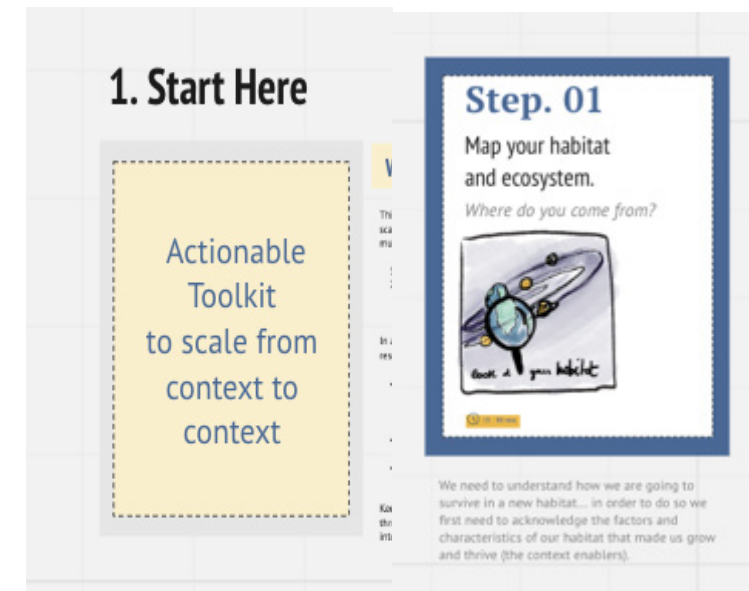 1. Start Here
Actionable
Toolkit
to scale from
context to
context
Step. 01
Map your habitat
and ecosystem.
Where do you come from?
look at your habitat
We need to understand how we are going to
survive in a new habitat... in order to do so we
first need to acknowledge the factors and
characteristics of our habitat that made us grow
and thrive (the context enablers).